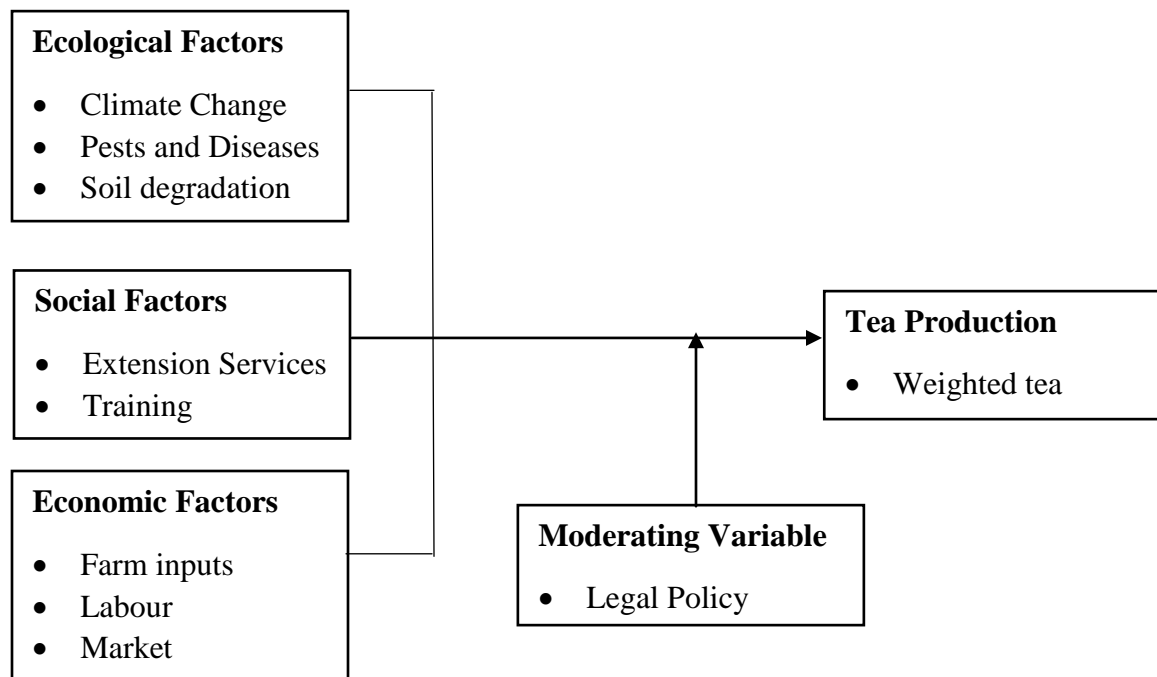 Ecological Factors
• Climate Change
• Pests and Diseases
• Soil degradation
Social Factors
• Extension Services
• Training
Economic Factors
• Farm inputs
• Labour
• Market
Moderating Variable
• Legal Policy
Tea Production
• Weighted tea